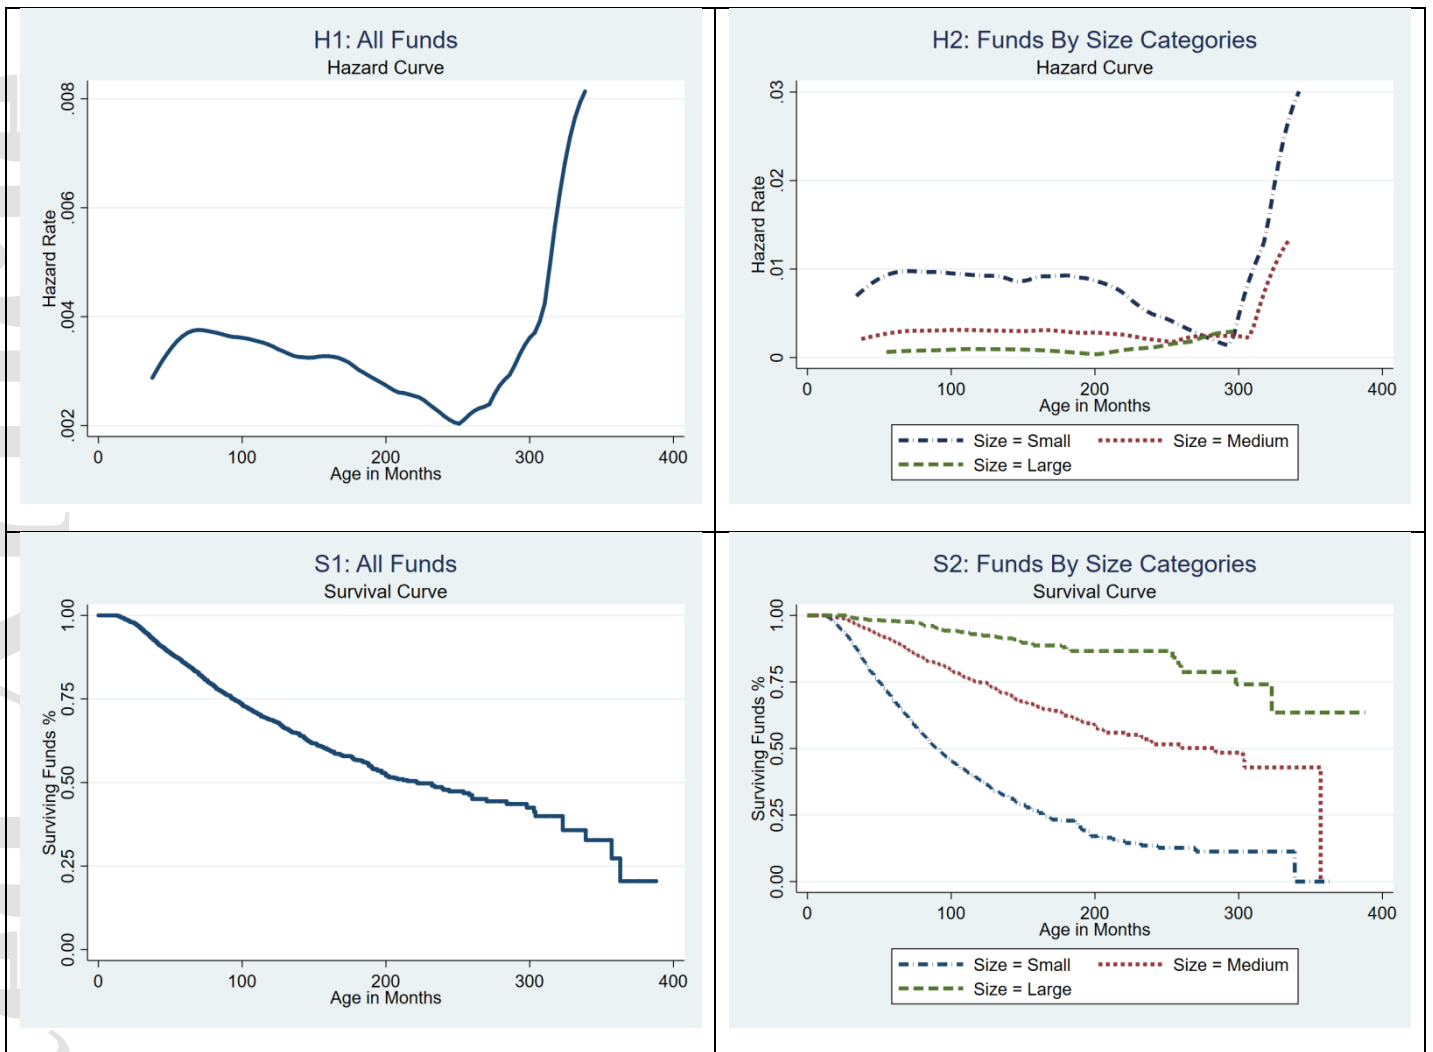 H1: All Funds
Hazard Curve
.008
.006
.004
.002
Hazard Rate
0 100 200 300 400
Age in Months
H2: Funds By Size Categories
Hazard Curve
.03
.02
.01
0
Hazard Rate
0 100 200 300 400
Age in Months
Size = Small Size = Medium
Size = Large
S1: All Funds
Survival Curve
1.00
0.75
0.50
0.25
0.00
Surviving Funds %
0 100 200 300 400
Age in Months
S2: Funds By Size Categories
Survival Curve
1.00
0.75
0.50
0.25
0.00
Surviving Funds %
0 100 200 300 400
Age in Months
Size = Small Size = Medium
Size = Large